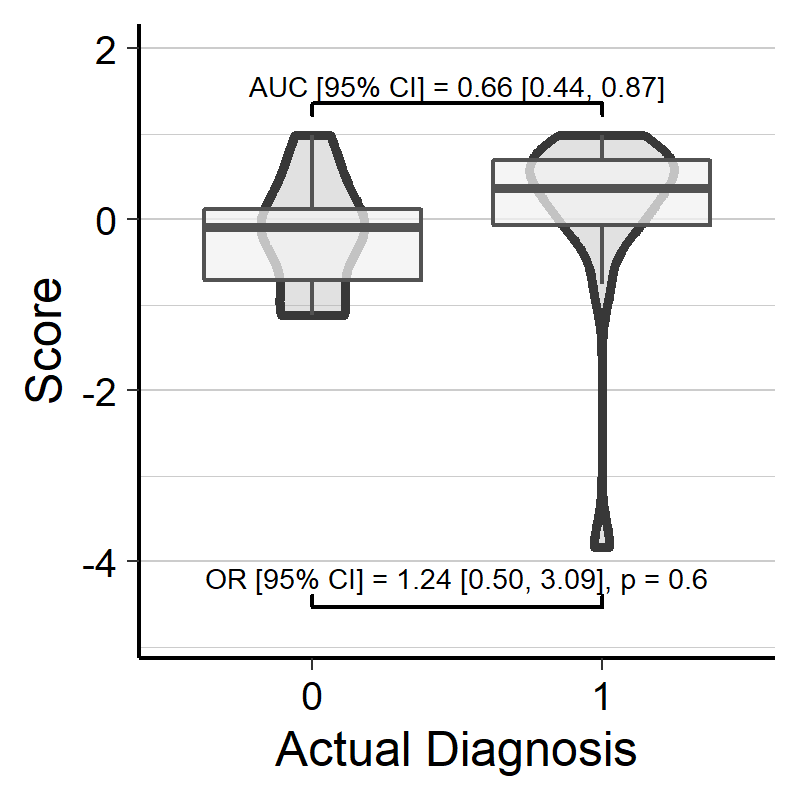 2
AUC [95% CI] = 0.66 [0.44, 0.87]
0
Score
-2
-4
OR [95% CI] = 1.24 [0.50, 3.09], p = 0.6
0 1
Actual Diagnosis